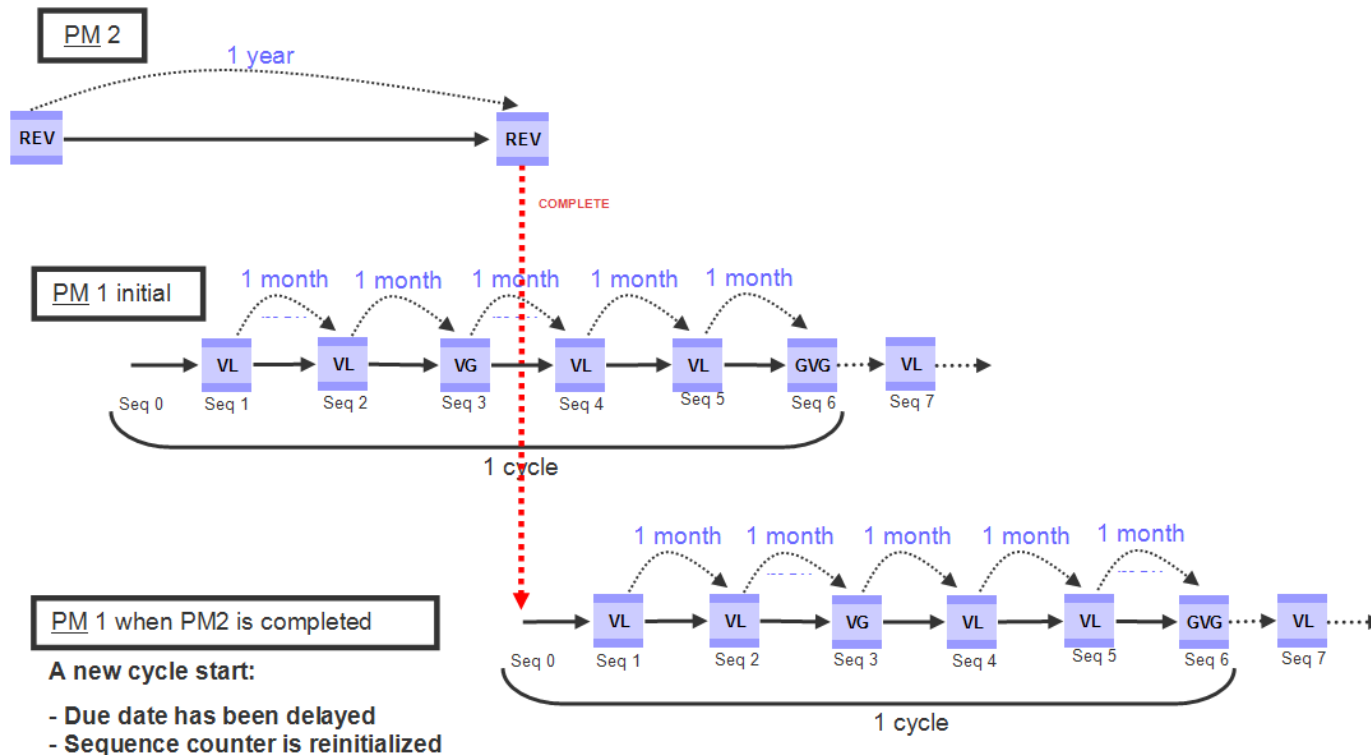 PM 2
1 year
REV
REV
COMPLETE
PM 1 initial
1 month 1 month 1 month 1 month 1 month
VL VL VG VL VL GVG VL
Seq 0 Seq 1 Seq 2 Seq 3 Seq 4 Seq 5 Seq 6 Seq 7
1 cycle
1 month 1 month 1 month 1 month 1 month
PM 1 when PM2 is completed
VL VL VG VL VL GVG VL
Seq 0 Seq 1 Seq 2 Seq 3 Seq 4 Seq 5 Seq 6 Seq 7
A new cycle start:
1 cycle
- Due date has been delayed
- Sequence counter is reinitialized